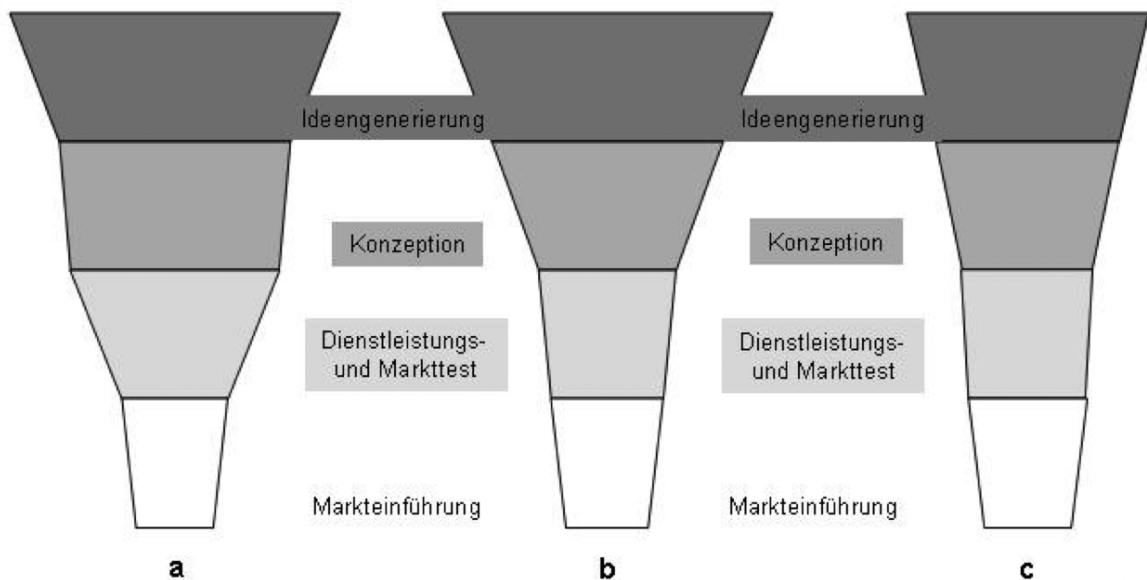 Ideengenerierung
Ideengenerierung
Konzeption
Konzeption
Dienstleistungs-
und Markttest
Dienstleistungs-
und Markttest
Markteinführung
Markteinführung
a
b
c